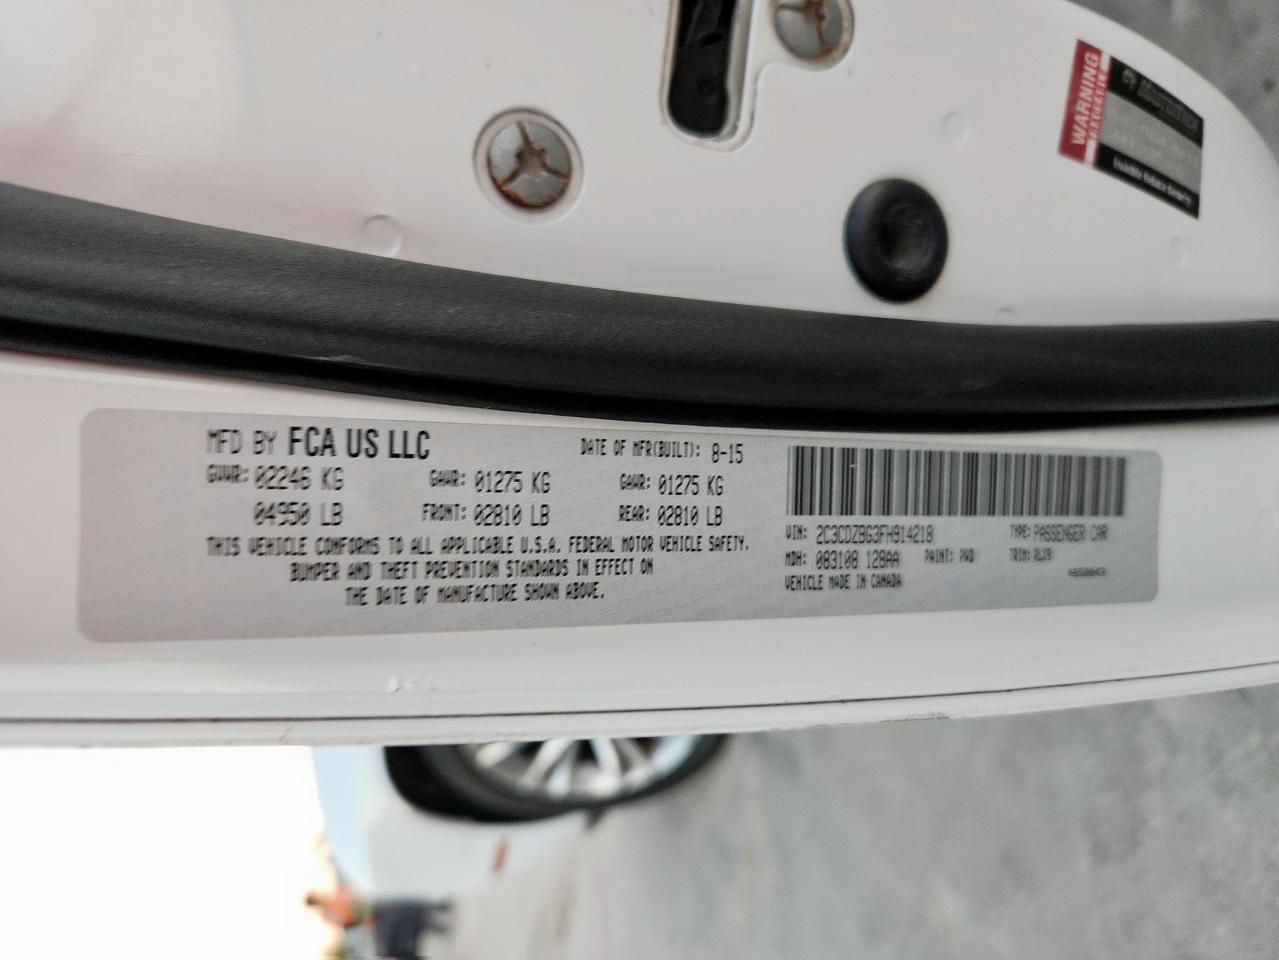 WARNING
MFD BY FCA US LLC
DATE OF MFR(BUILT): 8-15
GVWR: 02246 KG
GAWR: 01275 KG
GAWR: 01275 KG
04950 LB
FRONT: 02810 LB
REAR: 02810 LB
THIS VEHICLE CONFORMS TO ALL APPLICABLE U.S.A. FEDERAL MOTOR VEHICLE SAFETY,
BUMPER AND THEFT PREVENTION STANDARDS IN EFFECT ON
THE DATE OF MANUFACTURE SHOWN ABOVE.
VIN: 2C3CDZBG3FH914218
TYPE: PASSENGER CAR
MDH: 083108 128AA
PAINT: PW0
TRIM: RLX9
VEHICLE MADE IN CANADA